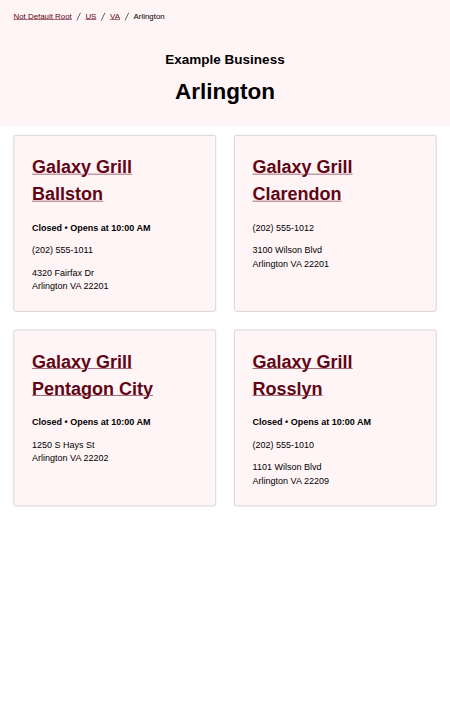 Not Default Root / US / VA / Arlington
Example Business
Arlington
Galaxy Grill
Ballston
Closed • Opens at 10:00 AM
(202) 555-1011
4320 Fairfax Dr
Arlington VA 22201
Galaxy Grill
Clarendon
(202) 555-1012
3100 Wilson Blvd
Arlington VA 22201
Galaxy Grill
Pentagon City
Closed • Opens at 10:00 AM
1250 S Hays St
Arlington VA 22202
Galaxy Grill
Rosslyn
Closed • Opens at 10:00 AM
(202) 555-1010
1101 Wilson Blvd
Arlington VA 22209